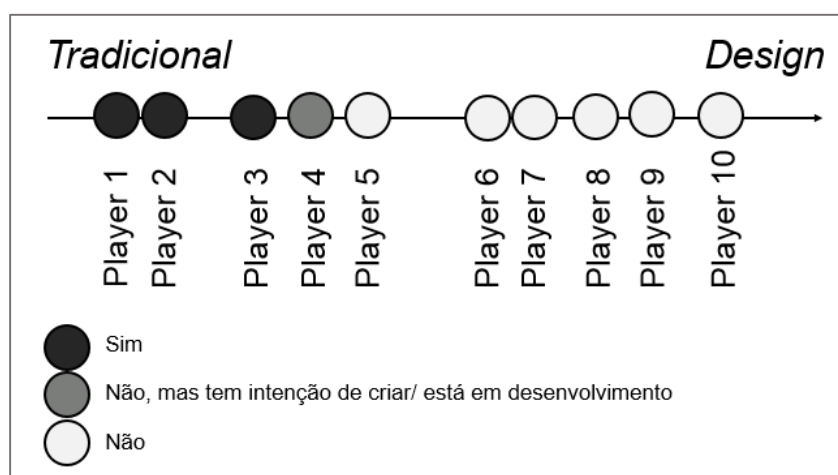 Tradicional Design
Player 1
Player 2
Player 3
Player 4
Player 5
Player 6
Player 7
Player 8
Player 9
Player 10
Sim
Não, mas tem intenção de criar/ está em desenvolvimento
Não